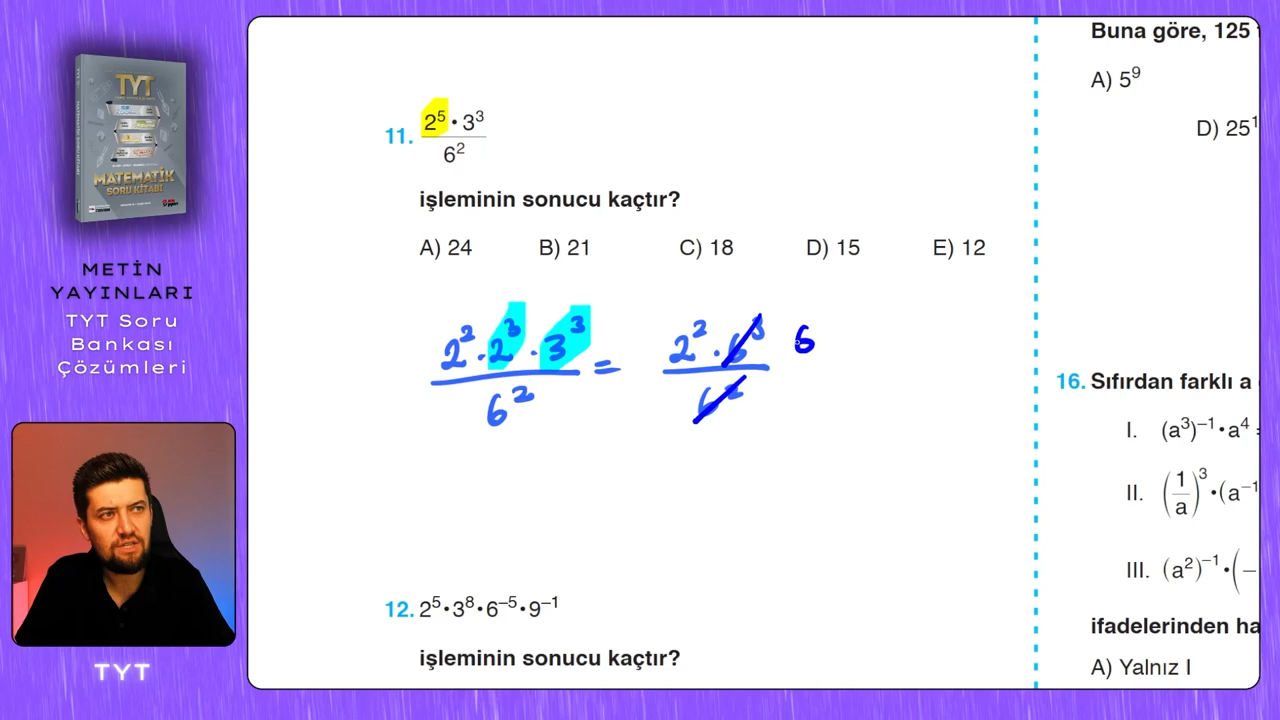 TYT
MATEMATİK
SORU KİTABI
METİN
YAYINLARI
TYT Soru
Bankası
Çözümleri
TYT
11. 2⁵ • 3³
6²
işleminin sonucu kaçtır?
A) 24 B) 21 C) 18 D) 15 E) 12
2² . 2³ . 3³ = 2² . 6³ 6
6² 6²
12. 2⁵ • 3⁸ • 6⁻⁵ • 9⁻¹
işleminin sonucu kaçtır?
Buna göre, 125
A) 5⁹
D) 25¹
16. Sıfırdan farklı a
I. (a³)⁻¹ • a⁴ =
II. (1/a)³ • (a⁻¹
III. (a²)⁻¹ • (–
ifadelerinden ha
A) Yalnız I